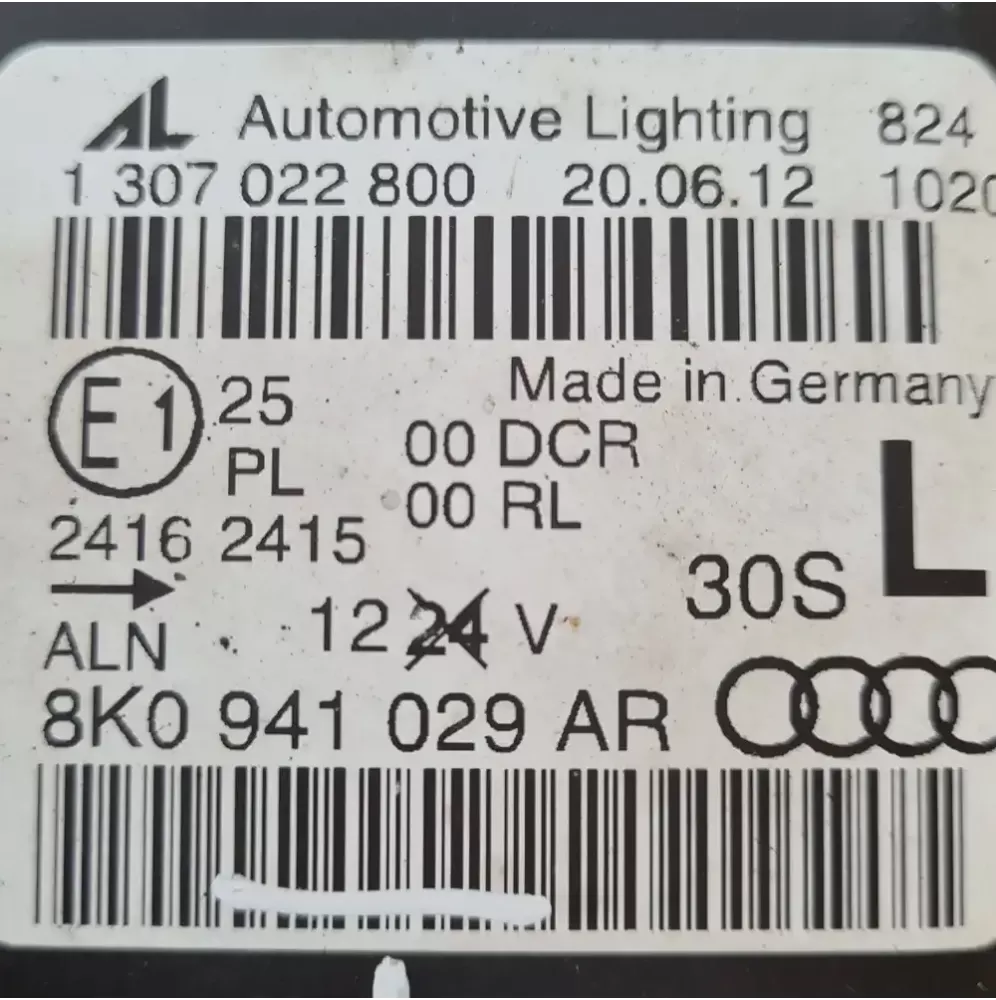 AL Automotive Lighting 824
1 307 022 800 20.06.12 1020
Made in Germany
E1 25
PL
00 DCR
00 RL
2416 2415
30S L
12 24 V
ALN
8K0 941 029 AR